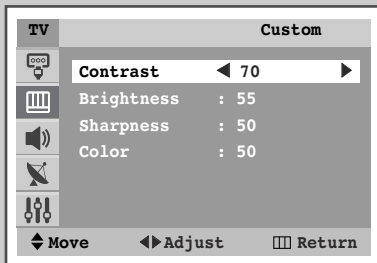 TV Custom
Contrast 70
Brightness : 55
Sharpness : 50
Color : 50
Move Adjust Return